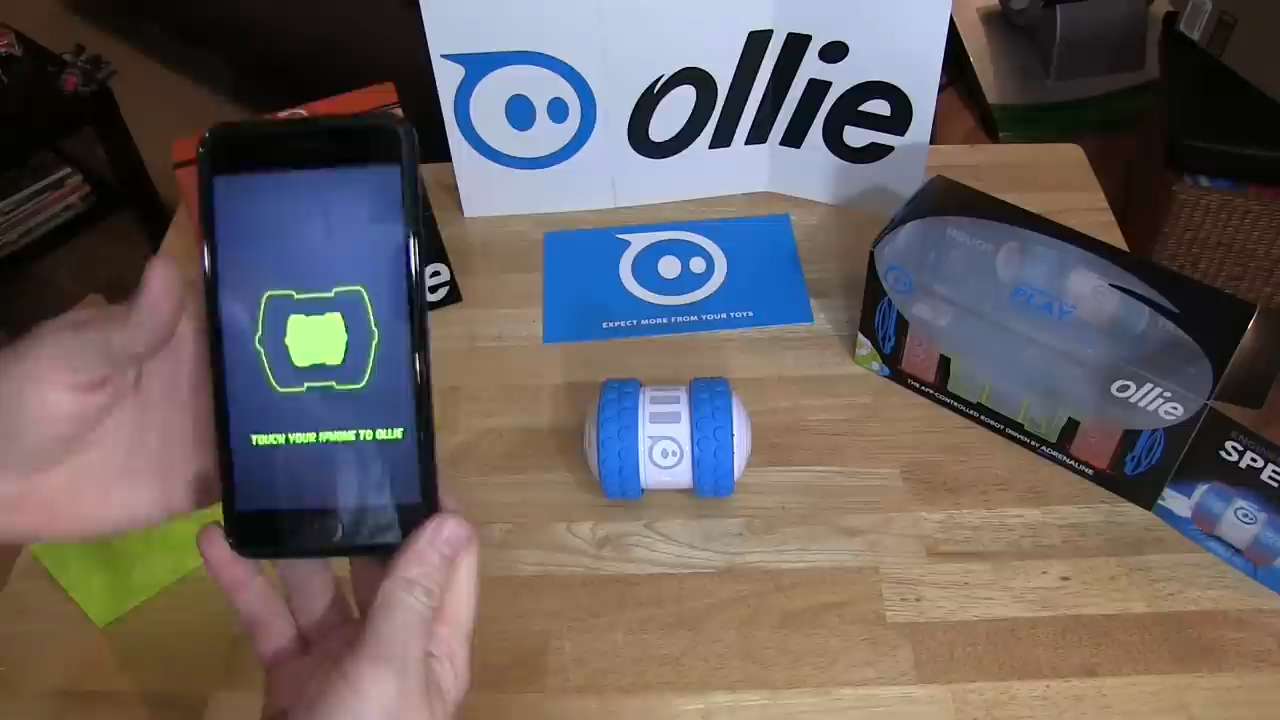 ollie
e
EXPECT MORE FROM YOUR TOYS
PLAY
ollie
THE APP-CONTROLLED ROBOT DRIVEN BY ADRENALINE
SPE
TOUCH YOUR IPHONE TO OLLIE